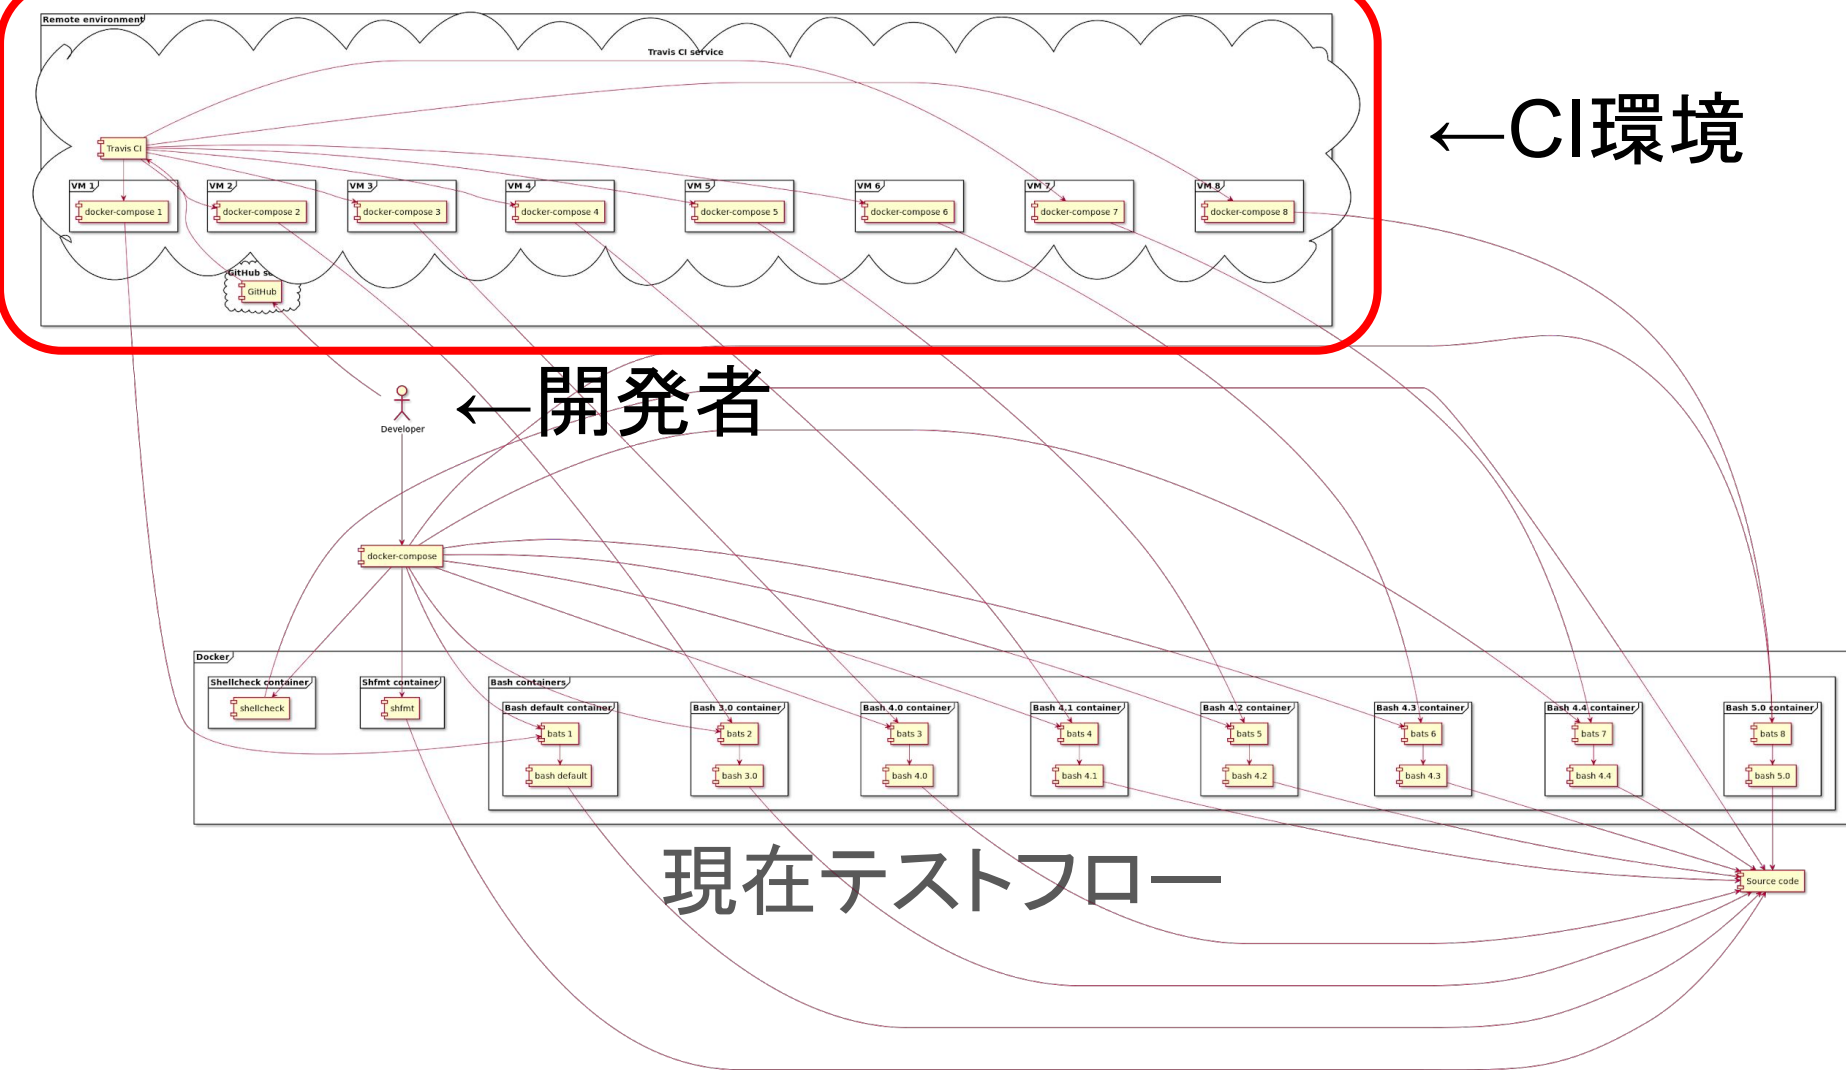 Remote environment
Travis CI service
←CI環境
Travis CI
VM 1
VM 2
VM 3
VM 4
VM 5
VM 6
VM 7
VM 8
docker-compose 1
docker-compose 2
docker-compose 3
docker-compose 4
docker-compose 5
docker-compose 6
docker-compose 7
docker-compose 8
GitHub se
GitHub
←開発者
Developer
docker-compose
Docker
Shellcheck container
Shfmt container
Bash containers
shellcheck
shfmt
Bash default container
Bash 3.0 container
Bash 4.0 container
Bash 4.1 container
Bash 4.2 container
Bash 4.3 container
Bash 4.4 container
Bash 5.0 container
bats 1
bats 2
bats 3
bats 4
bats 5
bats 6
bats 7
bats 8
bash default
bash 3.0
bash 4.0
bash 4.1
bash 4.2
bash 4.3
bash 4.4
bash 5.0
現在テストフロー
Source code